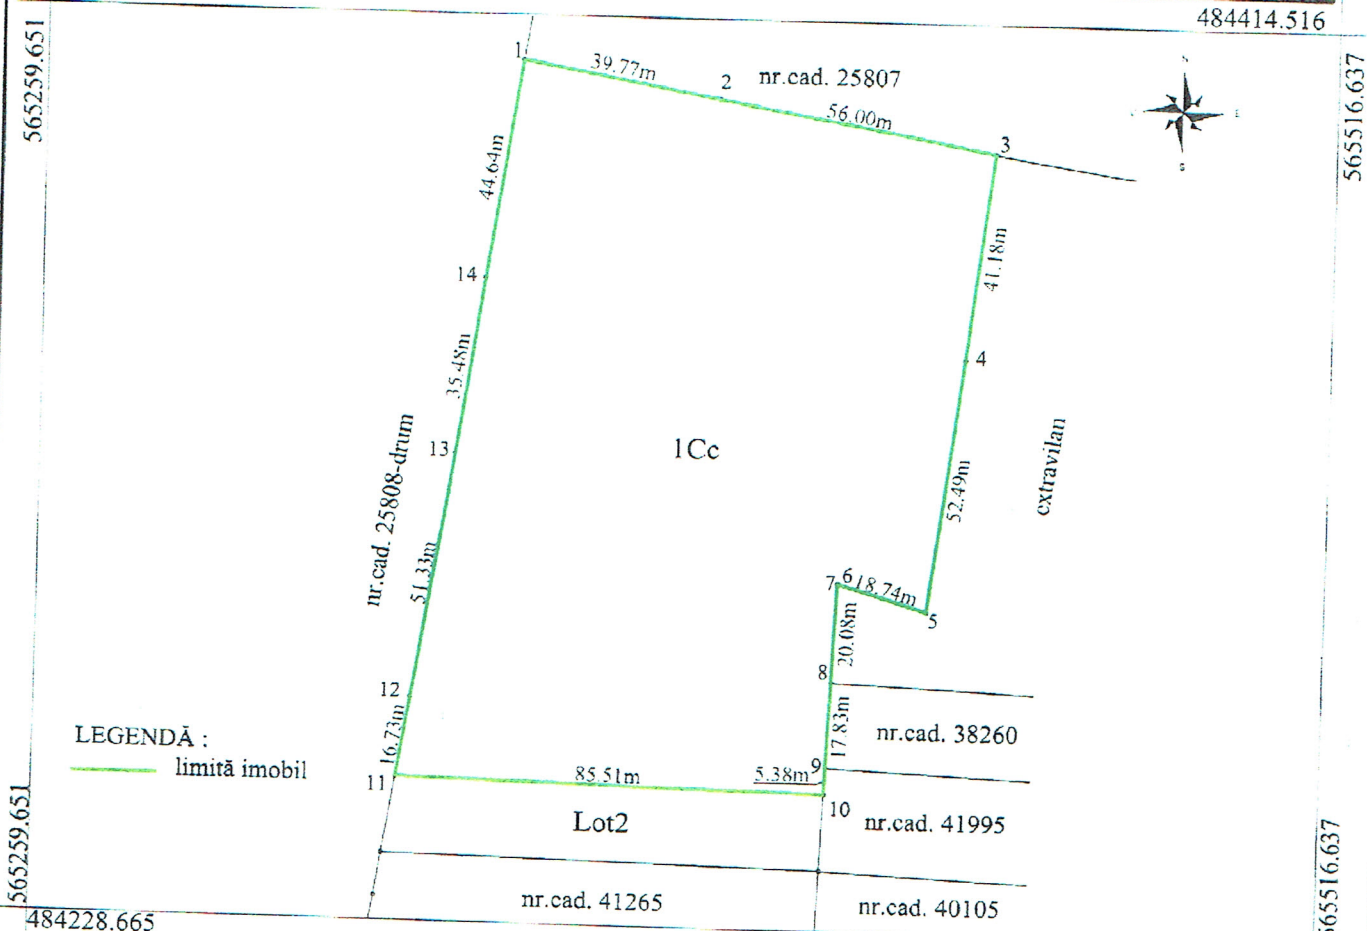 484414.516
565259.651
565516.637
1
39.77m
2
nr.cad. 25807
56.00m
3
44.64m
41.18m
14
4
35.48m
13
1Cc
nr.cad. 25808-drum
extravilan
52.49m
51.33m
7
6
18.74m
5
20.08m
8
12
17.83m
nr.cad. 38260
LEGENDĂ :
limită imobil
16.73m
11
85.51m
5.38m
9
10
Lot2
nr.cad. 41995
565259.651
565516.637
nr.cad. 41265
nr.cad. 40105
484228.665